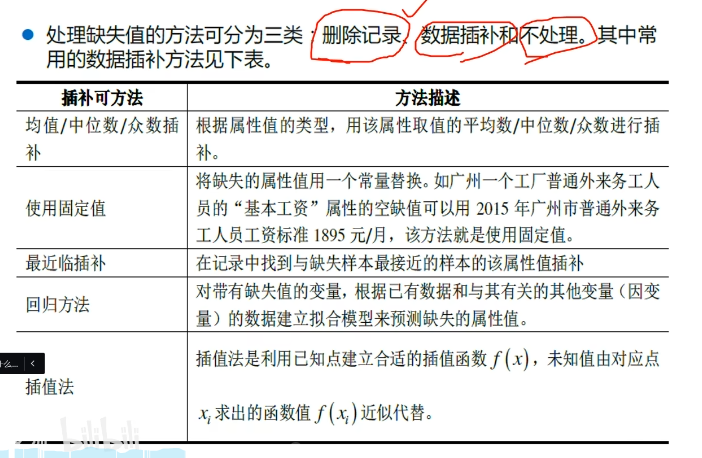 处理缺失值的方法可分为三类：删除记录、数据插补和不处理。其中常
用的数据插补方法见下表。
插补可方法 方法描述
均值/中位数/众数插
补
根据属性值的类型，用该属性取值的平均数/中位数/众数进行插
补。
使用固定值
将缺失的属性值用一个常量替换。如广州一个工厂普通外来务工人
员的“基本工资”属性的空缺值可以用 2015 年广州市普通外来务
工人员工资标准 1895 元/月，该方法就是使用固定值。
最近临插补 在记录中找到与缺失样本最接近的样本的该属性值插补
回归方法
对带有缺失值的变量，根据已有数据和与其有关的其他变量（因变
量）的数据建立拟合模型来预测缺失的属性值。
什么...
插值法
插值法是利用已知点建立合适的插值函数 f(x)，未知值由对应点
xᵢ 求出的函数值 f(xᵢ) 近似代替。
bilibili